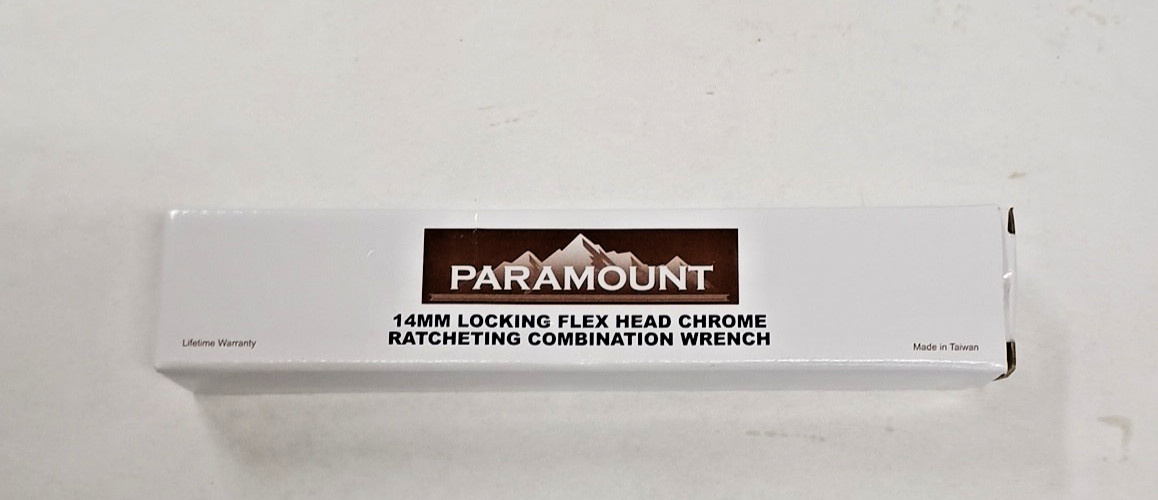 PARAMOUNT
14MM LOCKING FLEX HEAD CHROME
RATCHETING COMBINATION WRENCH
Lifetime Warranty
Made in Taiwan